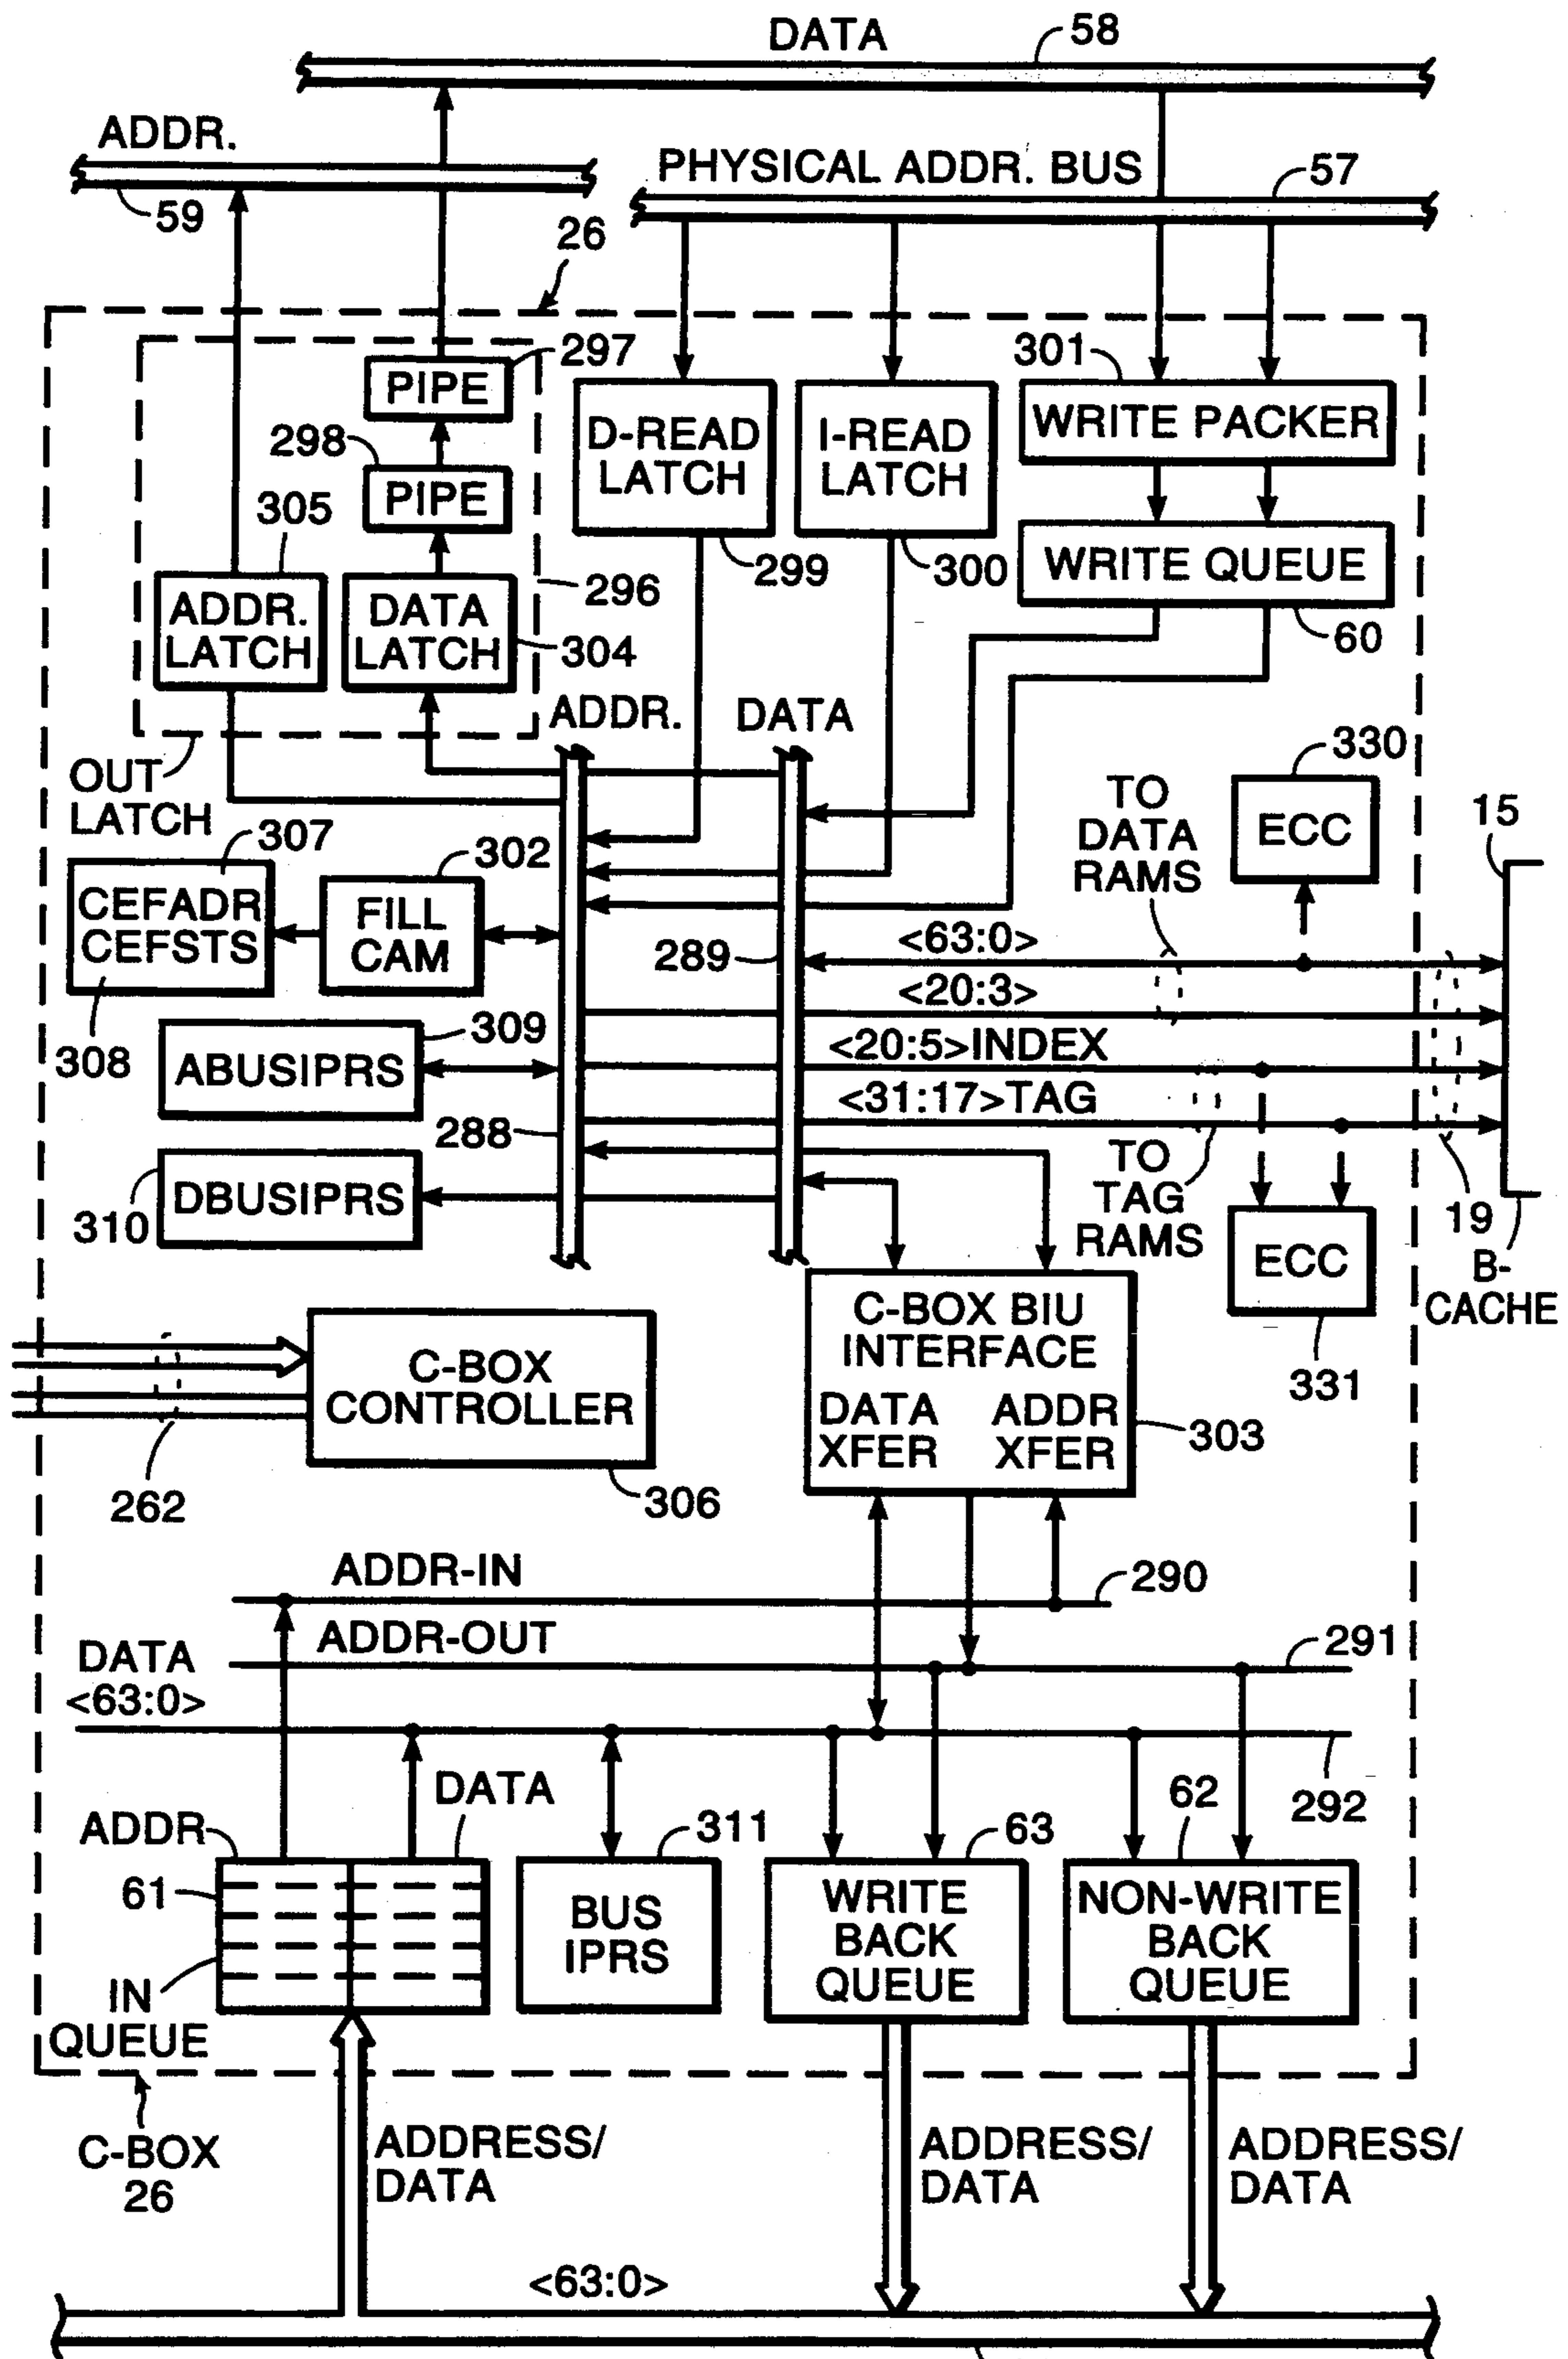 DATA
58
ADDR.
PHYSICAL ADDR. BUS
57
59
26
297
301
PIPE
298
D-READ
LATCH
I-READ
LATCH
WRITE PACKER
PIPE
305
299
300
WRITE QUEUE
296
60
ADDR.
LATCH
DATA
LATCH
304
ADDR.
DATA
330
OUT
LATCH
TO
DATA
RAMS
ECC
15
307
302
CEFADR
CEFSTS
FILL
CAM
289
<63:0>
<20:3>
308
309
<20:5>INDEX
ABUSIPRS
<31:17>TAG
288
TO
TAG
RAMS
310
DBUSIPRS
19
ECC
B-
CACHE
C-BOX BIU
INTERFACE
C-BOX
CONTROLLER
331
DATA
XFER
ADDR
XFER
303
262
306
ADDR-IN
290
ADDR-OUT
291
DATA
<63:0>
DATA
62
292
ADDR
311
63
61
BUS
IPRS
WRITE
BACK
QUEUE
NON-WRITE
BACK
QUEUE
IN
QUEUE
C-BOX
26
ADDRESS/
DATA
ADDRESS/
DATA
ADDRESS/
DATA
<63:0>